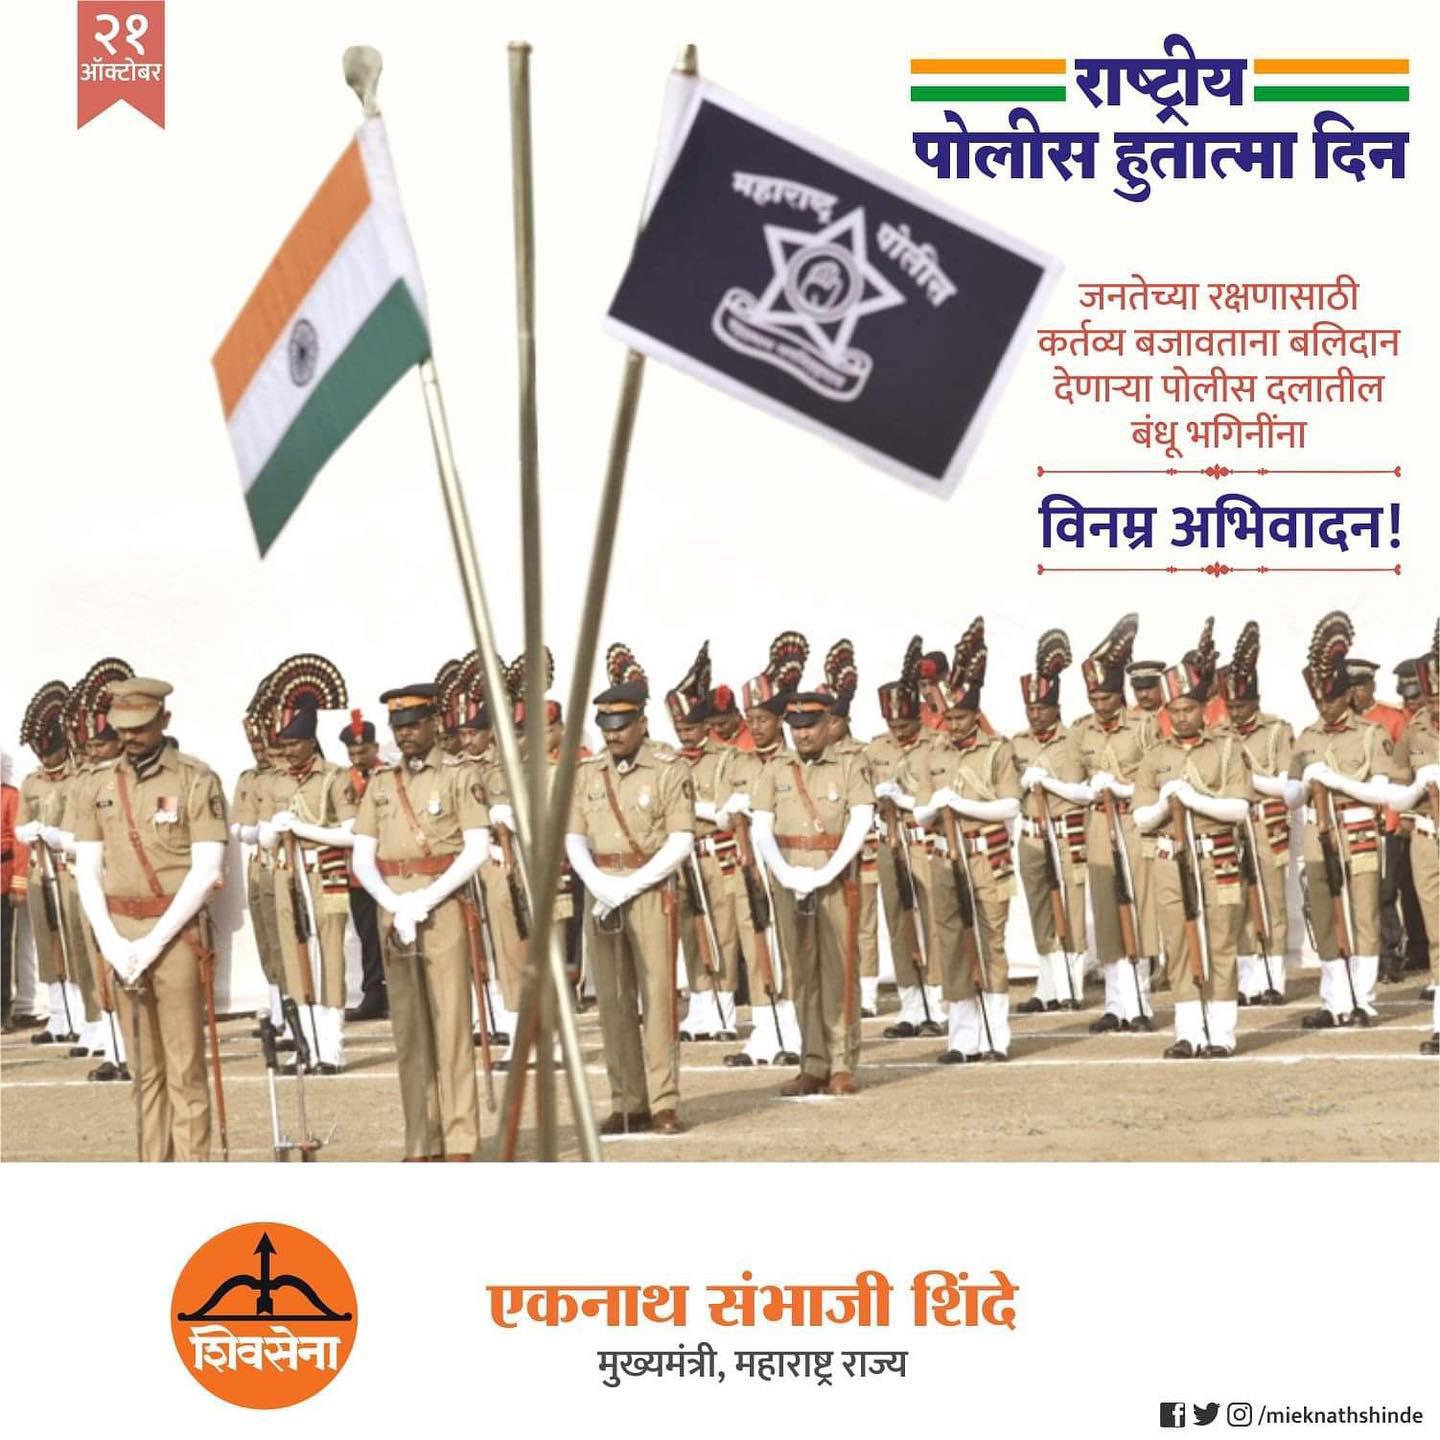 २१
ऑक्टोबर
राष्ट्रीय
पोलीस हुतात्मा दिन
महाराष्ट्र पोलीस
जनतेच्या रक्षणासाठी
कर्तव्य बजावताना बलिदान
देणाऱ्या पोलीस दलातील
बंधू भगिनींना
विनम्र अभिवादन!
शिवसेना
एकनाथ संभाजी शिंदे
मुख्यमंत्री, महाराष्ट्र राज्य
/mieknathshinde